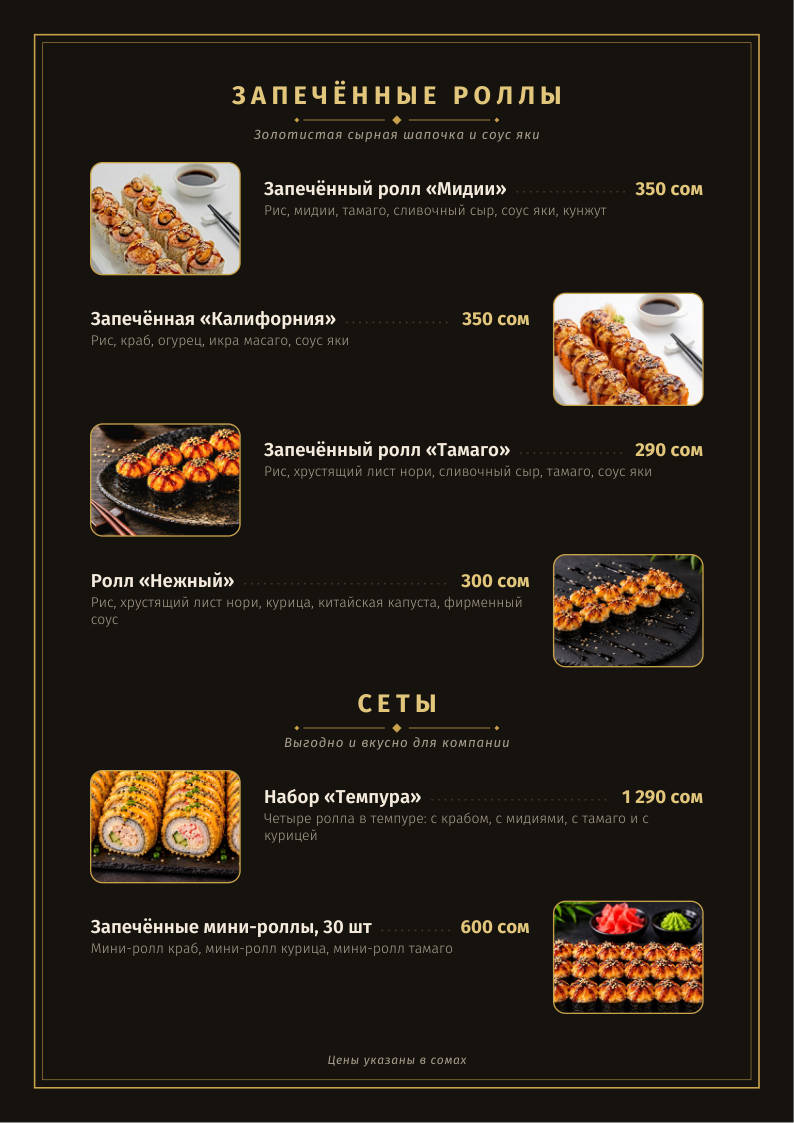 ЗАПЕЧЁННЫЕ РОЛЛЫ
Золотистая сырная шапочка и соус яки
Запечённый ролл «Мидии» 350 сом
Рис, мидии, тамаго, сливочный сыр, соус яки, кунжут
Запечённая «Калифорния» 350 сом
Рис, краб, огурец, икра масаго, соус яки
Запечённый ролл «Тамаго» 290 сом
Рис, хрустящий лист нори, сливочный сыр, тамаго, соус яки
Ролл «Нежный» 300 сом
Рис, хрустящий лист нори, курица, китайская капуста, фирменный
соус
СЕТЫ
Выгодно и вкусно для компании
Набор «Темпура» 1 290 сом
Четыре ролла в темпуре: с крабом, с мидиями, с тамаго и с
курицей
Запечённые мини-роллы, 30 шт 600 сом
Мини-ролл краб, мини-ролл курица, мини-ролл тамаго
Цены указаны в сомах